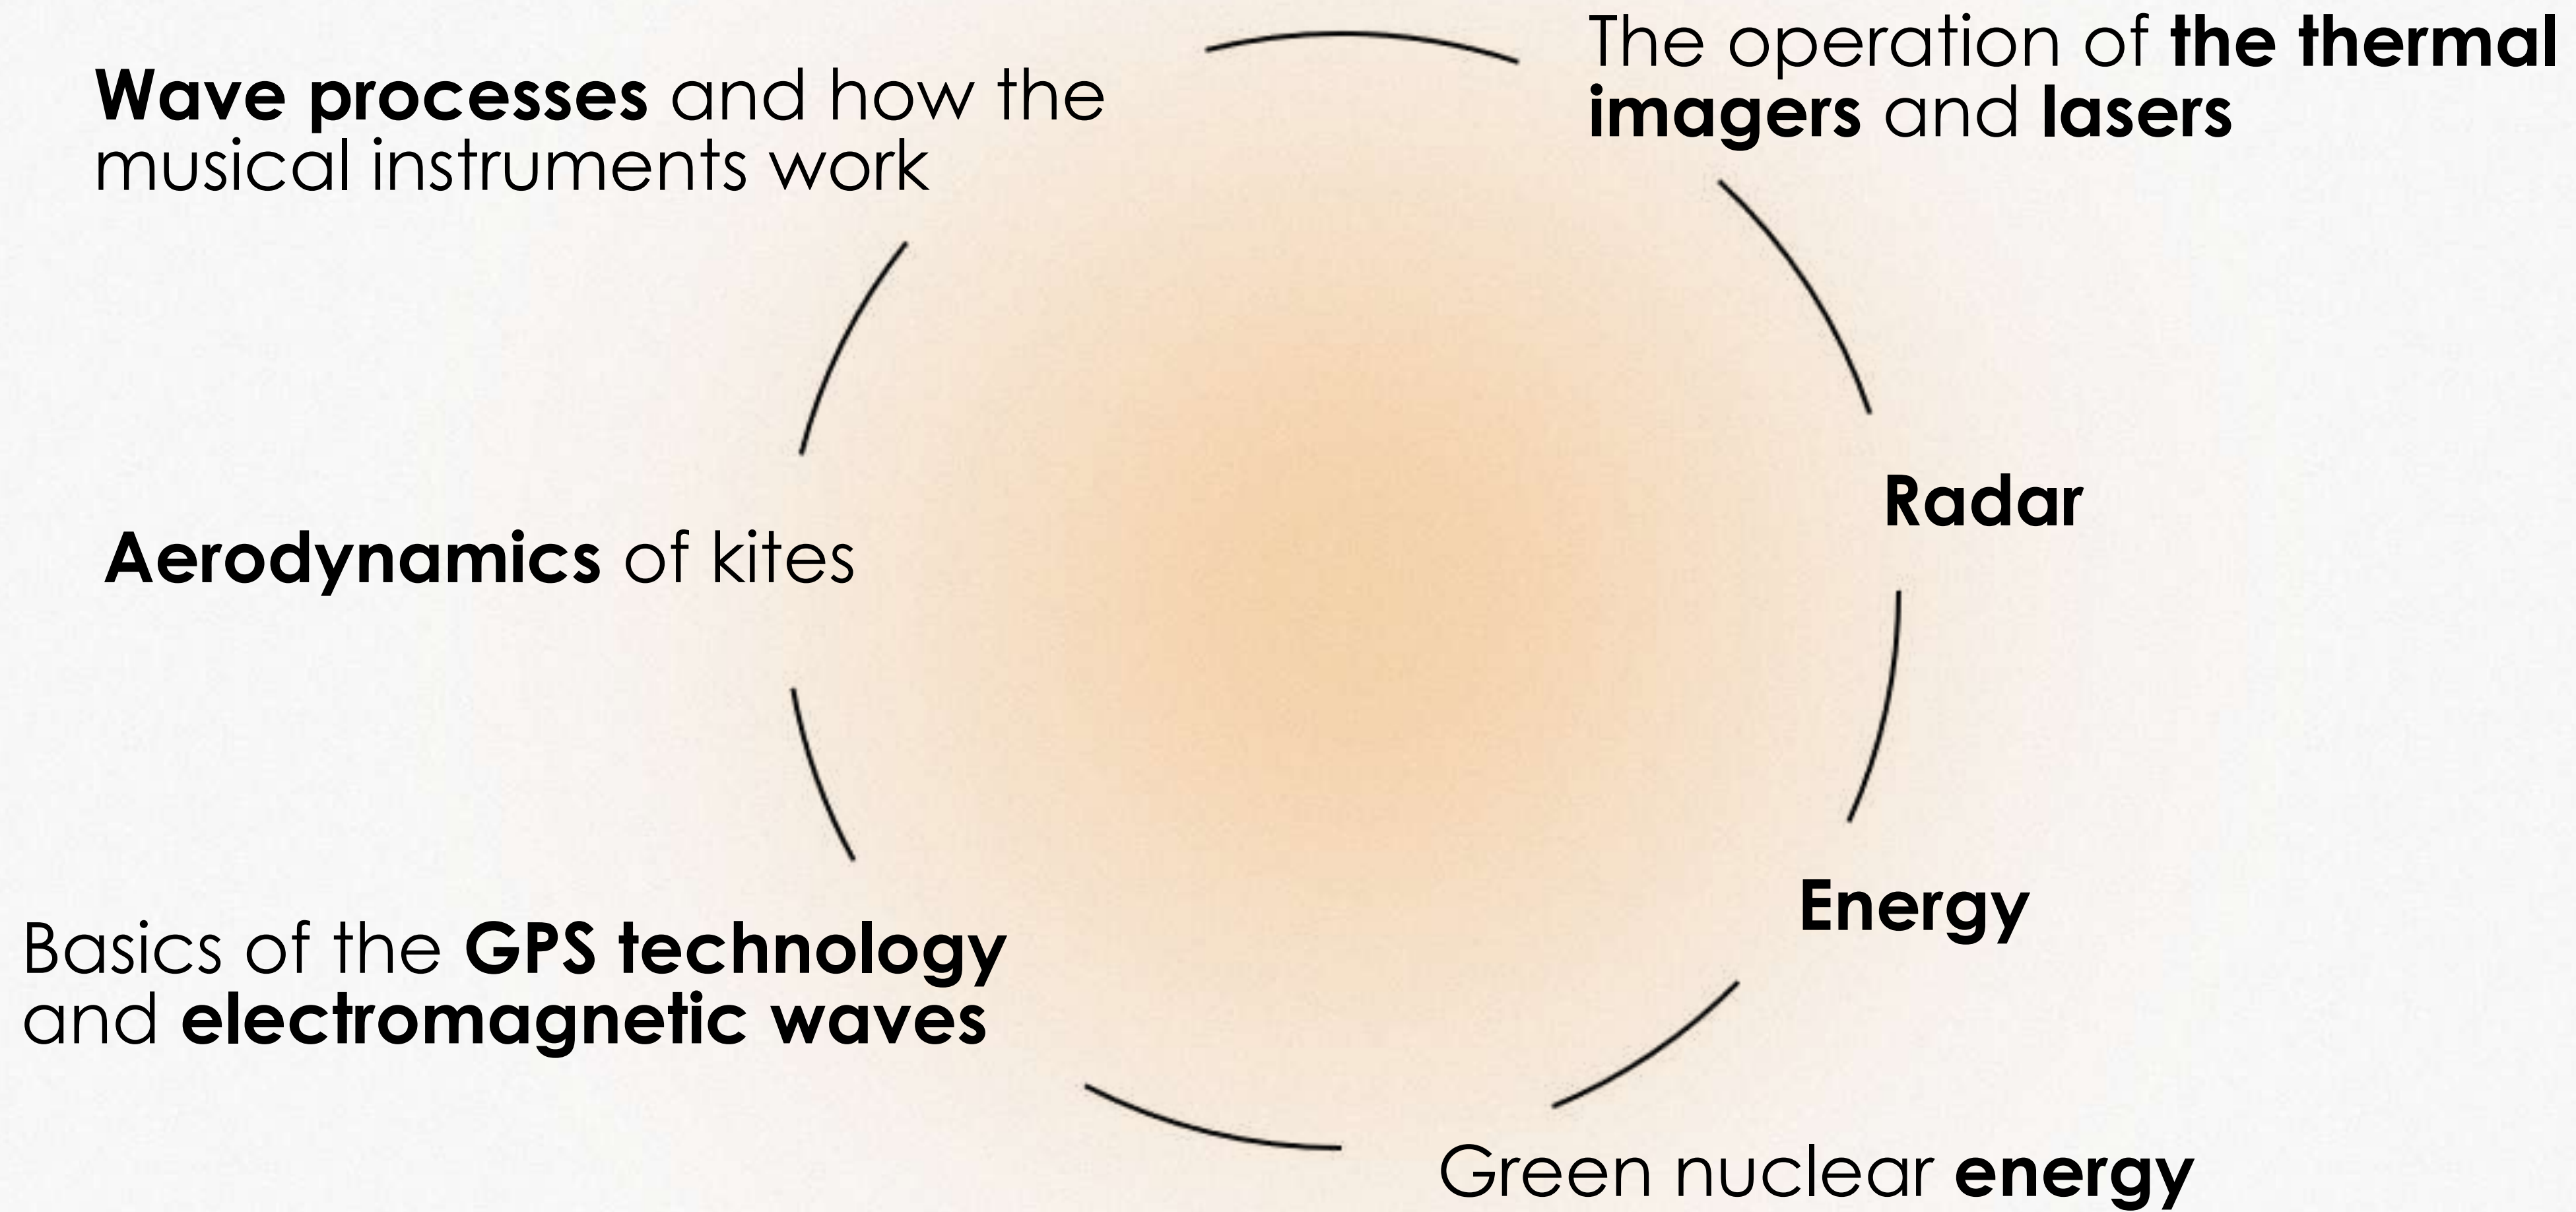 The operation of the thermal
imagers and lasers
Wave processes and how the
musical instruments work
Radar
Aerodynamics of kites
Energy
Basics of the GPS technology
and electromagnetic waves
Green nuclear energy